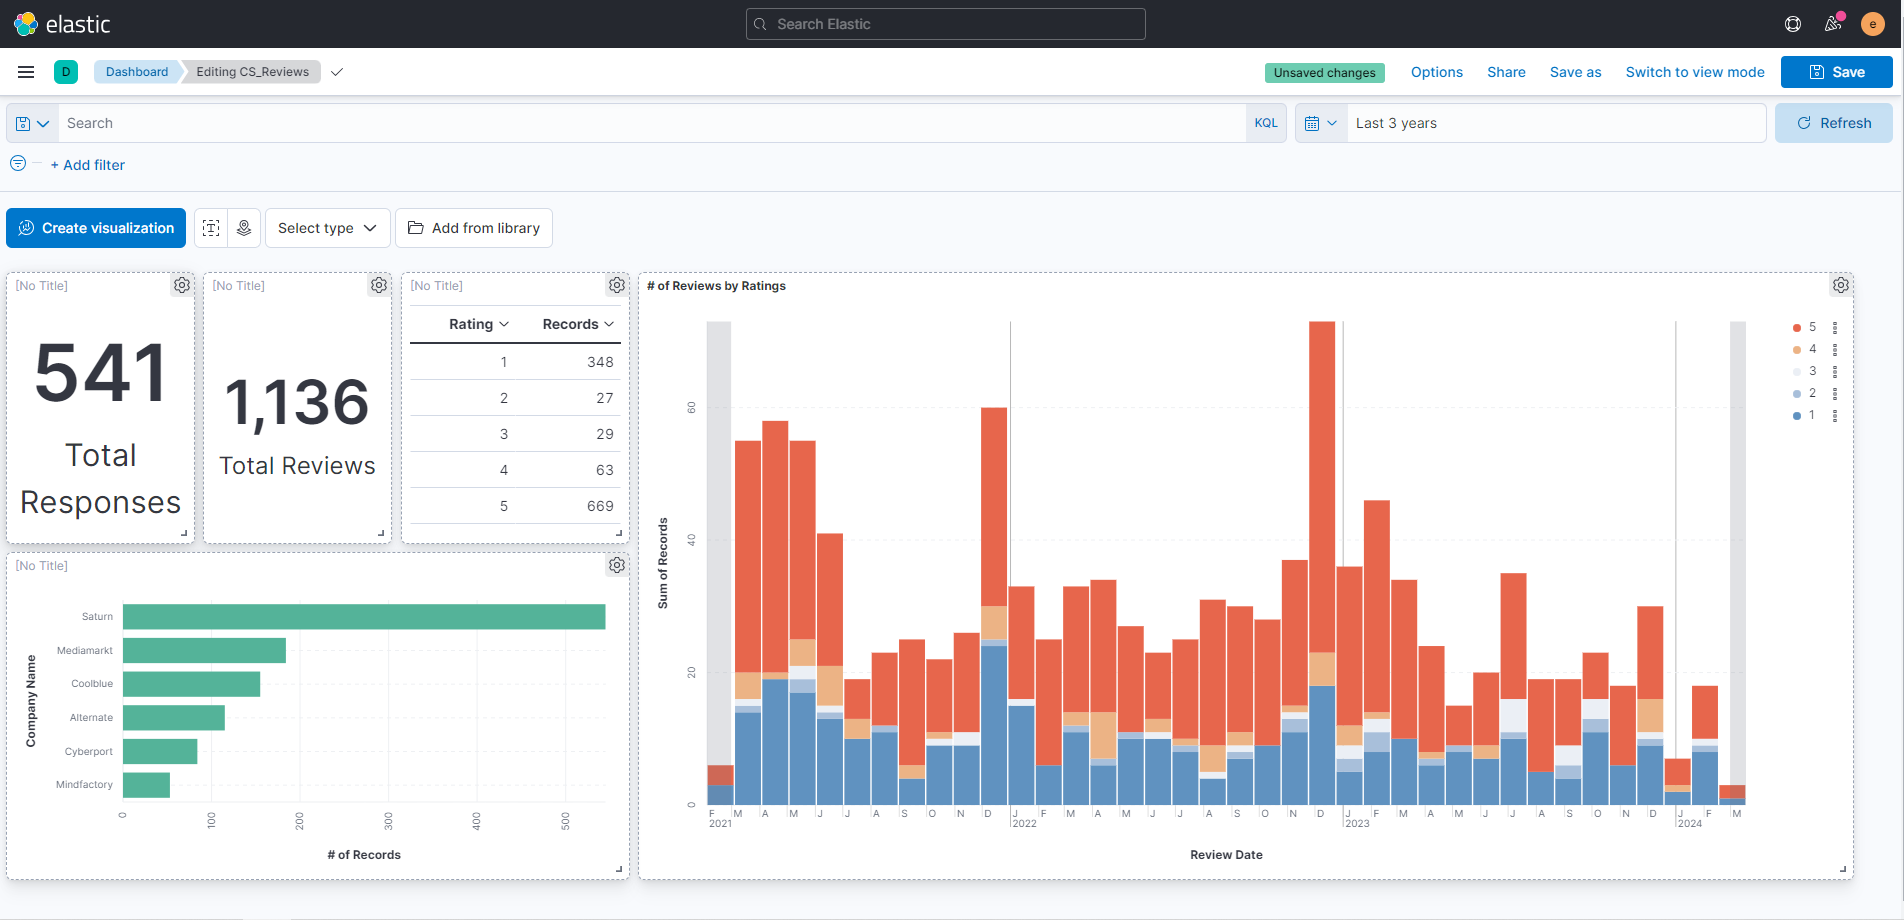 elastic
Search Elastic
e
D
Dashboard
Editing CS_Reviews
Unsaved changes
Options
Share
Save as
Switch to view mode
Save
Search
KQL
Last 3 years
Refresh
+ Add filter
Create visualization
T
Select type
Add from library
[No Title]
541
Total
Responses
[No Title]
1,136
Total Reviews
[No Title]
Rating Records
1 348
2 27
3 29
4 63
5 669
# of Reviews by Ratings
5
4
3
2
1
Sum of Records
60
40
20
0
F M A M J J A S O N D J F M A M J J A S O N D J F M A M J J A S O N D J F M
2021 2022 2023 2024
Review Date
[No Title]
Company Name
Saturn
Mediamarkt
Coolblue
Alternate
Cyberport
Mindfactory
0 100 200 300 400 500
# of Records